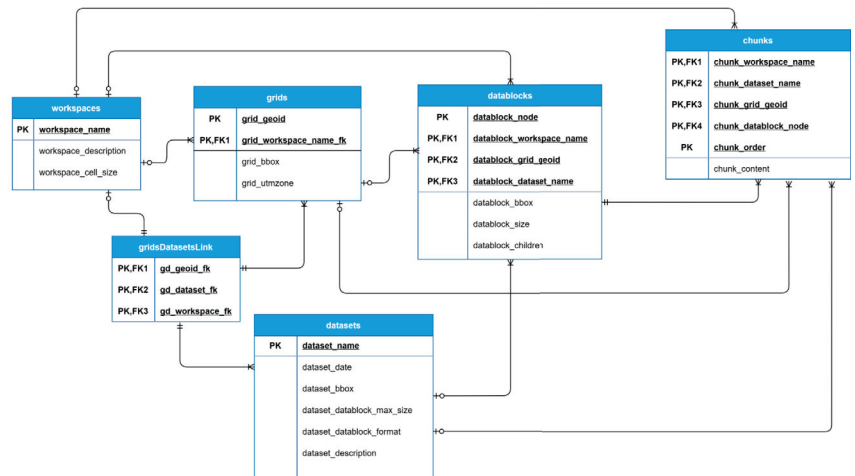 chunks
PK,FK1 chunk_workspace_name
PK,FK2 chunk_dataset_name
PK,FK3 chunk_grid_geoid
PK,FK4 chunk_datablock_node
PK chunk_order
chunk_content
datablocks
PK datablock_node
PK,FK1 datablock_workspace_name
PK,FK2 datablock_grid_geoid
PK,FK3 datablock_dataset_name
datablock_bbox
datablock_size
datablock_children
grids
PK grid_geoid
PK,FK1 grid_workspace_name_fk
grid_bbox
grid_utmzone
workspaces
PK workspace_name
workspace_description
workspace_cell_size
gridsDatasetsLink
PK,FK1 gd_geoid_fk
PK,FK2 gd_dataset_fk
PK,FK3 gd_workspace_fk
datasets
PK dataset_name
dataset_date
dataset_bbox
dataset_datablock_max_size
dataset_datablock_format
dataset_description